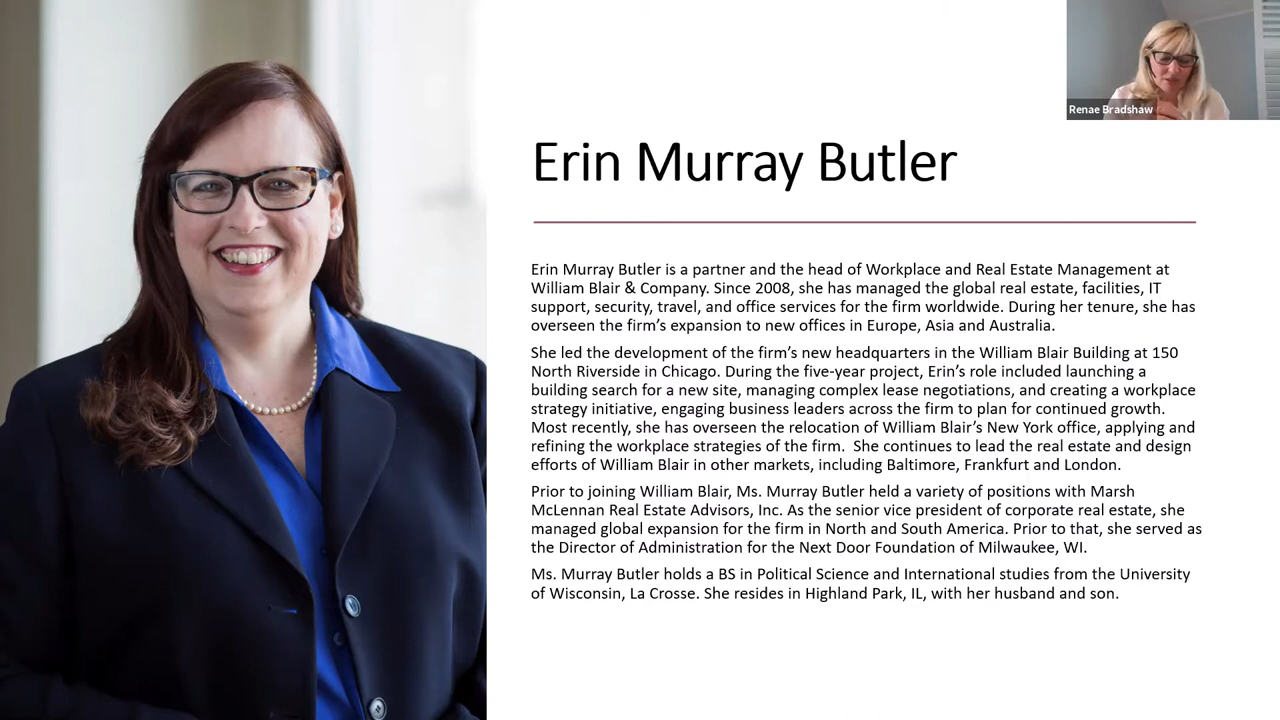 Renae Bradshaw
Erin Murray Butler
Erin Murray Butler is a partner and the head of Workplace and Real Estate Management at
William Blair & Company. Since 2008, she has managed the global real estate, facilities, IT
support, security, travel, and office services for the firm worldwide. During her tenure, she has
overseen the firm's expansion to new offices in Europe, Asia and Australia.
She led the development of the firm's new headquarters in the William Blair Building at 150
North Riverside in Chicago. During the five-year project, Erin's role included launching a
building search for a new site, managing complex lease negotiations, and creating a workplace
strategy initiative, engaging business leaders across the firm to plan for continued growth.
Most recently, she has overseen the relocation of William Blair's New York office, applying and
refining the workplace strategies of the firm.  She continues to lead the real estate and design
efforts of William Blair in other markets, including Baltimore, Frankfurt and London.
Prior to joining William Blair, Ms. Murray Butler held a variety of positions with Marsh
McLennan Real Estate Advisors, Inc. As the senior vice president of corporate real estate, she
managed global expansion for the firm in North and South America. Prior to that, she served as
the Director of Administration for the Next Door Foundation of Milwaukee, WI.
Ms. Murray Butler holds a BS in Political Science and International studies from the University
of Wisconsin, La Crosse. She resides in Highland Park, IL, with her husband and son.